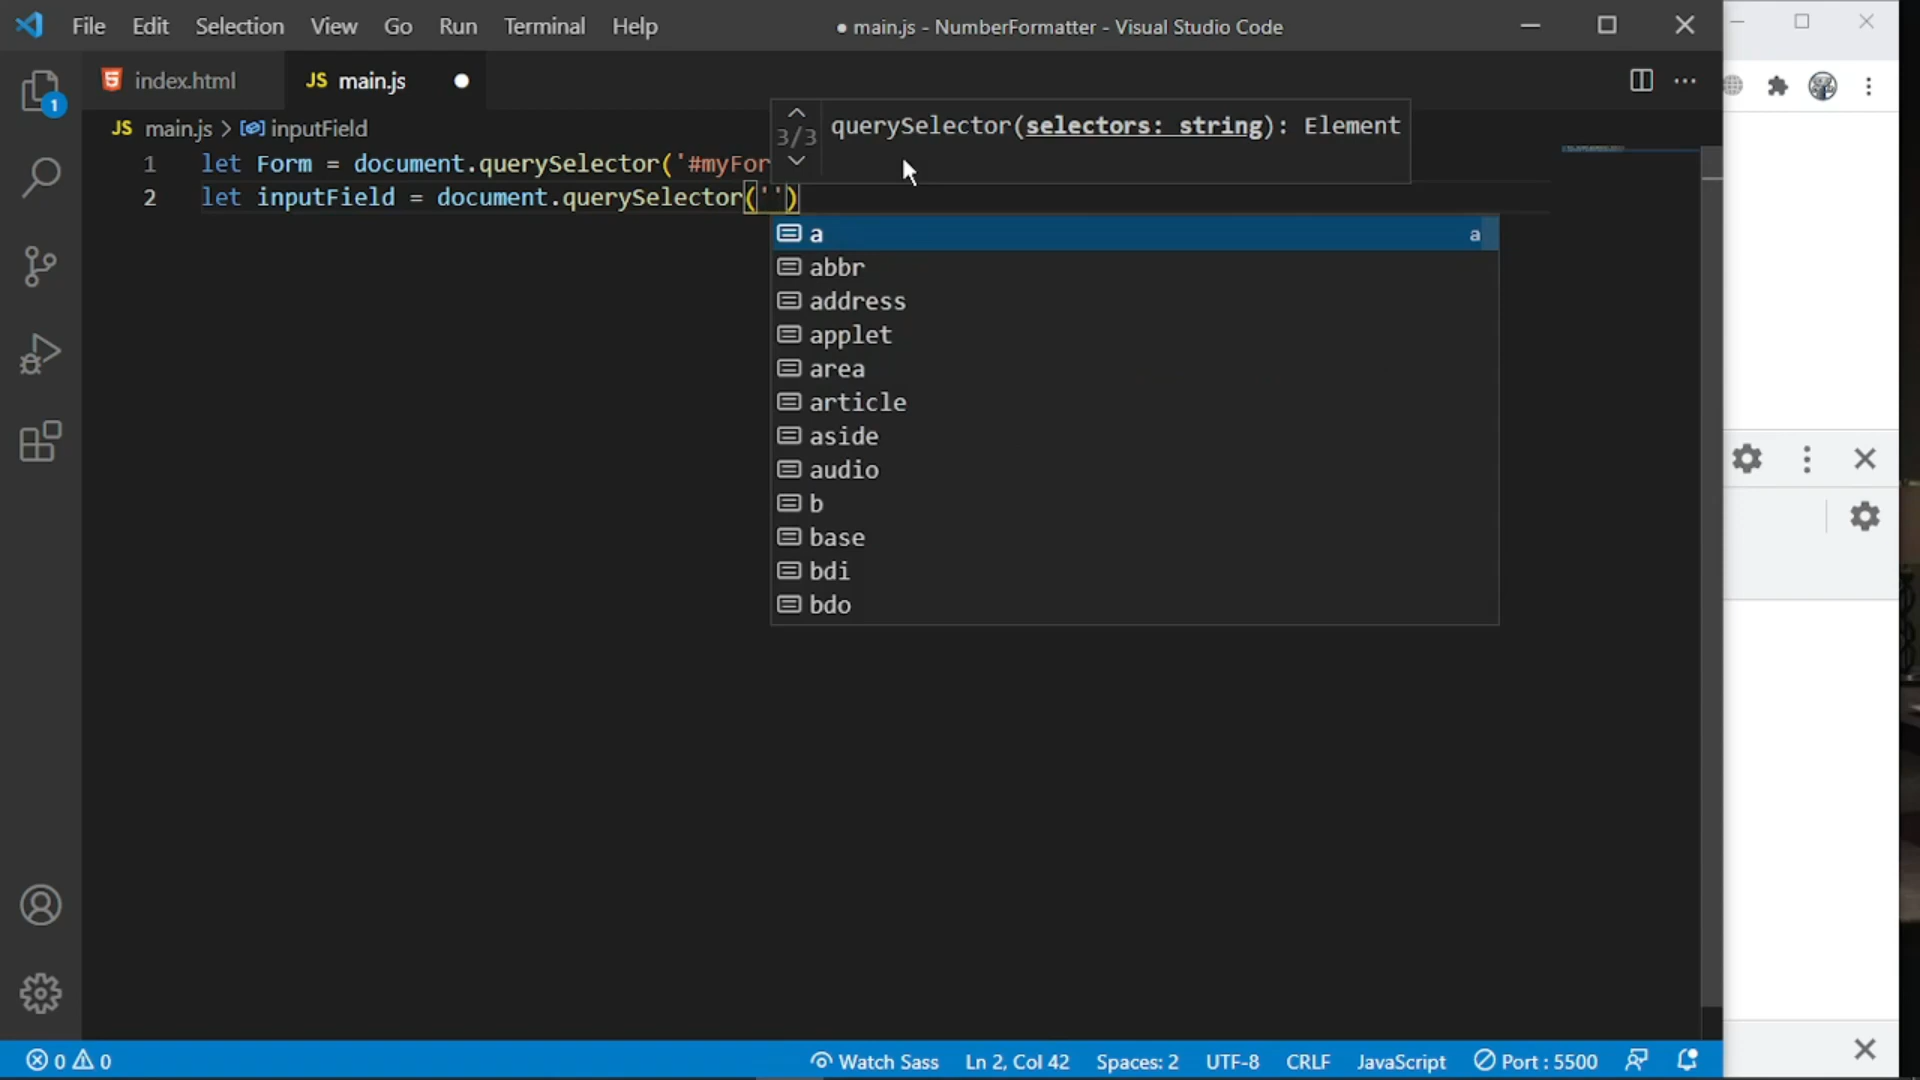 File Edit Selection View Go Run Terminal Help
● main.js - NumberFormatter - Visual Studio Code
index.html
JS main.js ●
1
JS main.js > inputField
3/3
querySelector(selectors: string): Element
1 let Form = document.querySelector('#myFor
2 let inputField = document.querySelector('')
a a
abbr
address
applet
area
article
aside
audio
b
base
bdi
bdo
0 0 Watch Sass Ln 2, Col 42 Spaces: 2 UTF-8 CRLF JavaScript Port : 5500